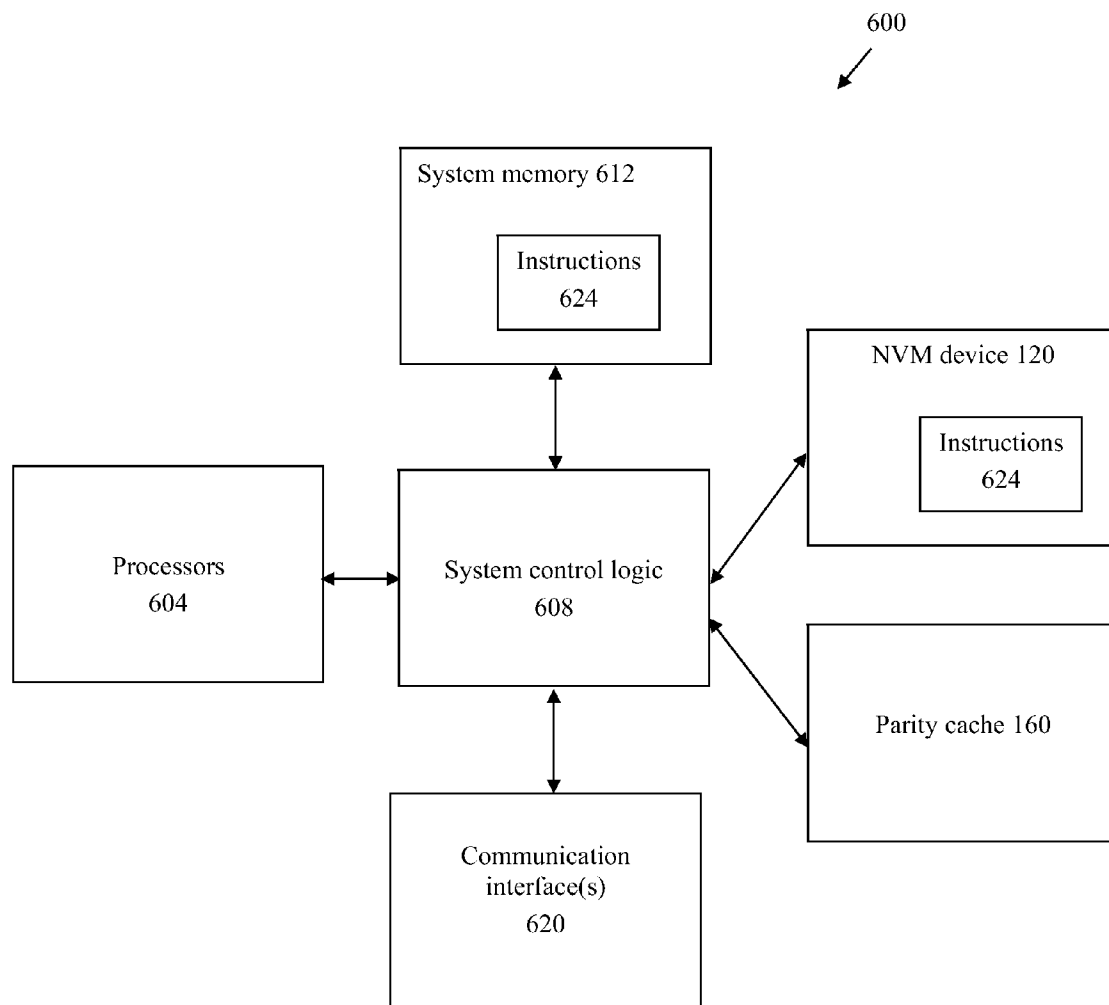 600
System memory 612
Instructions
624
NVM device 120
Instructions
624
Processors
604
System control logic
608
Parity cache 160
Communication
interface(s)
620